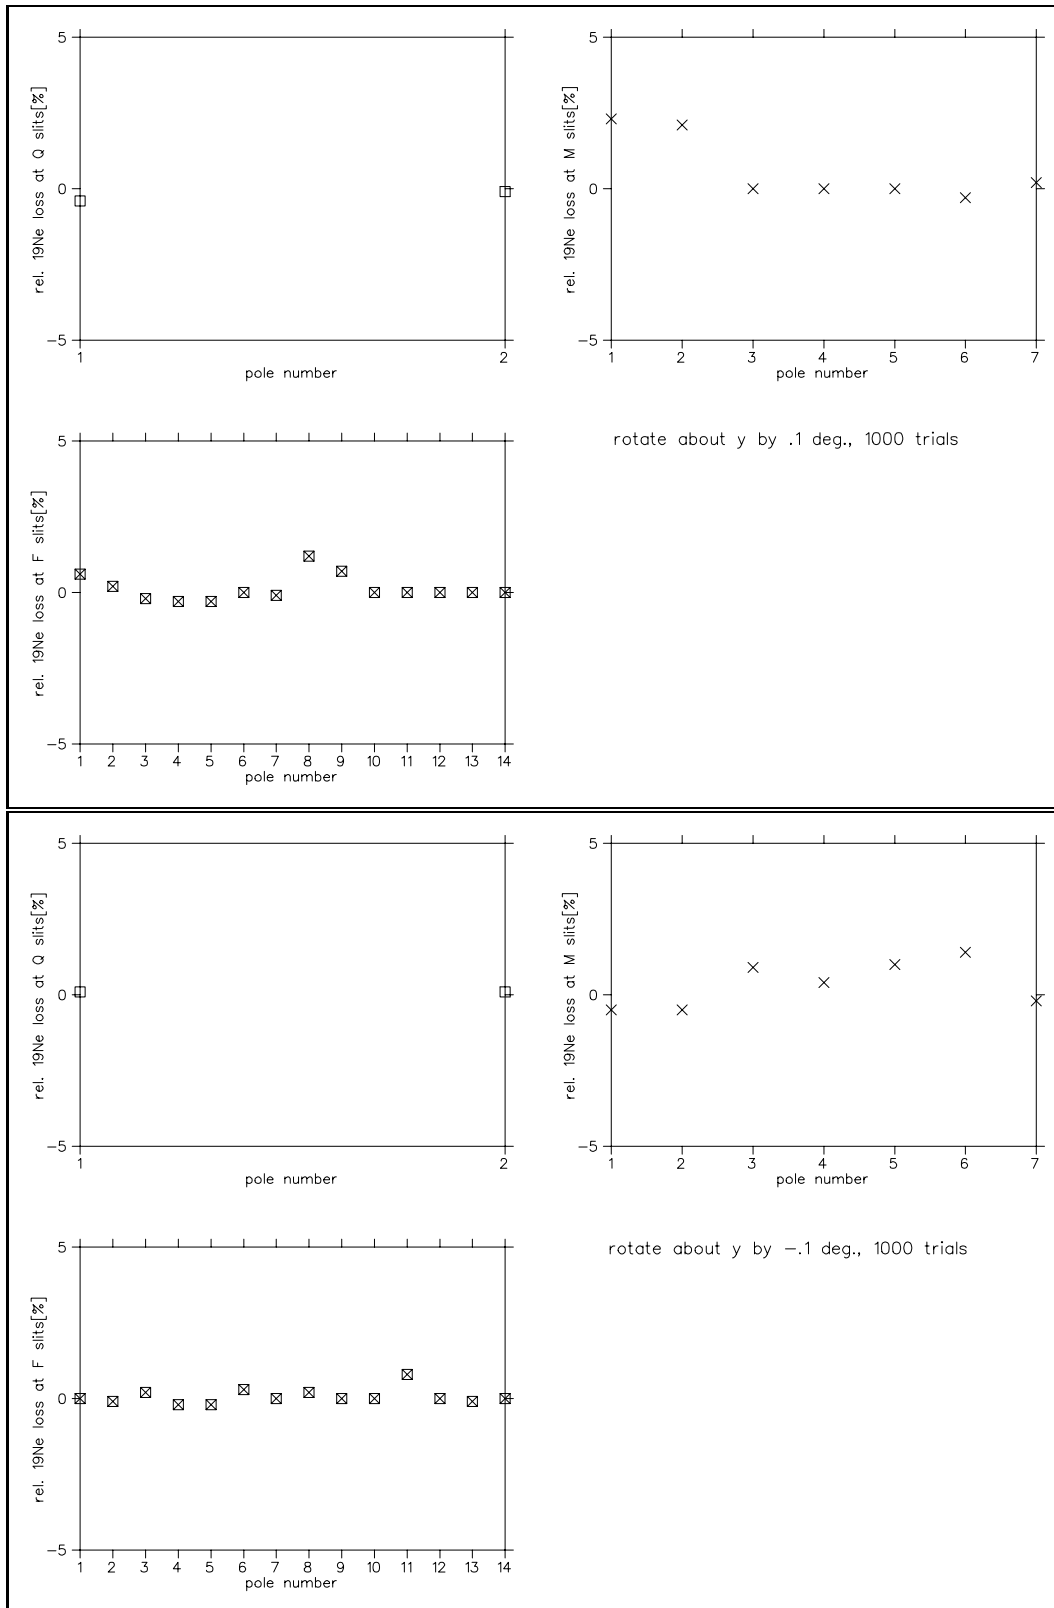 5
0
−5
1
2
rel. 19Ne loss at Q slits[%]
pole number
5
0
−5
1 2 3 4 5 6 7
rel. 19Ne loss at M slits[%]
pole number
5
0
−5
1 2 3 4 5 6 7 8 9 10 11 12 13 14
rel. 19Ne loss at F slits[%]
pole number
rotate about y by .1 deg., 1000 trials
5
0
−5
1
2
rel. 19Ne loss at Q slits[%]
pole number
5
0
−5
1 2 3 4 5 6 7
rel. 19Ne loss at M slits[%]
pole number
5
0
−5
1 2 3 4 5 6 7 8 9 10 11 12 13 14
rel. 19Ne loss at F slits[%]
pole number
rotate about y by −.1 deg., 1000 trials